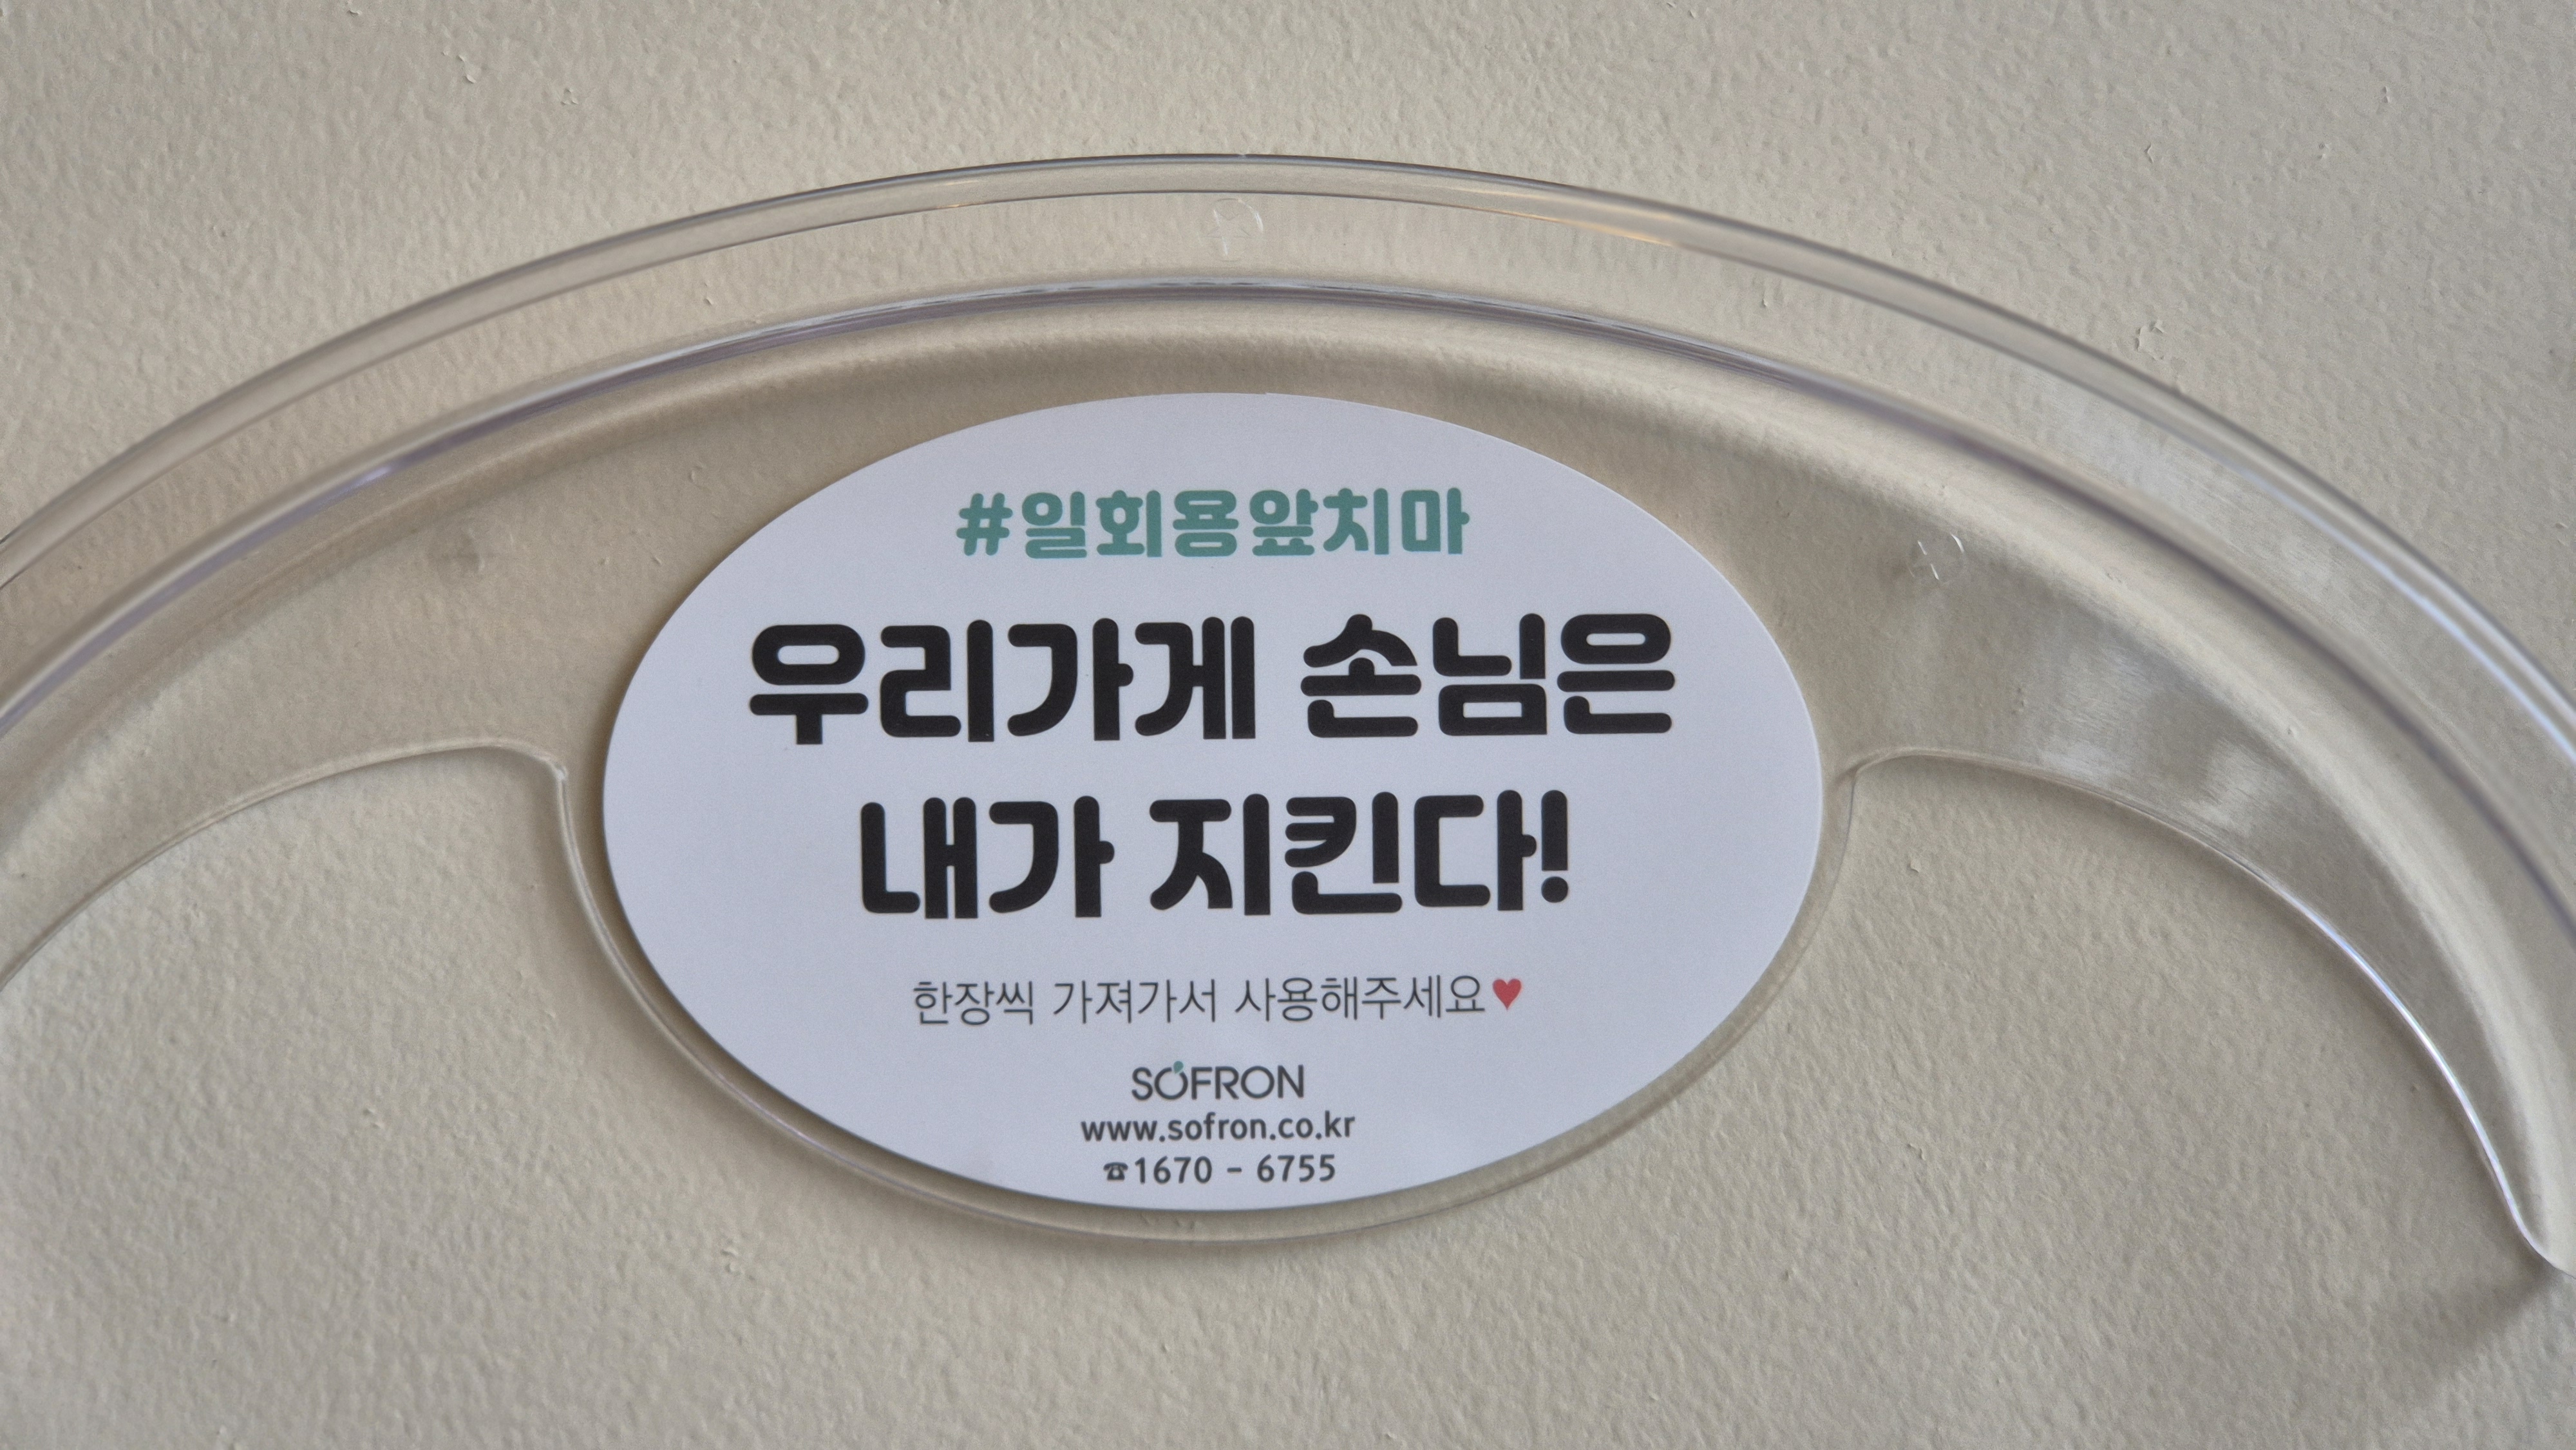 #일회용앞치마
우리가게 손님은
내가 지킨다!
한장씩 가져가서 사용해주세요♥
SOFRON
www.sofron.co.kr
☎1670 - 6755